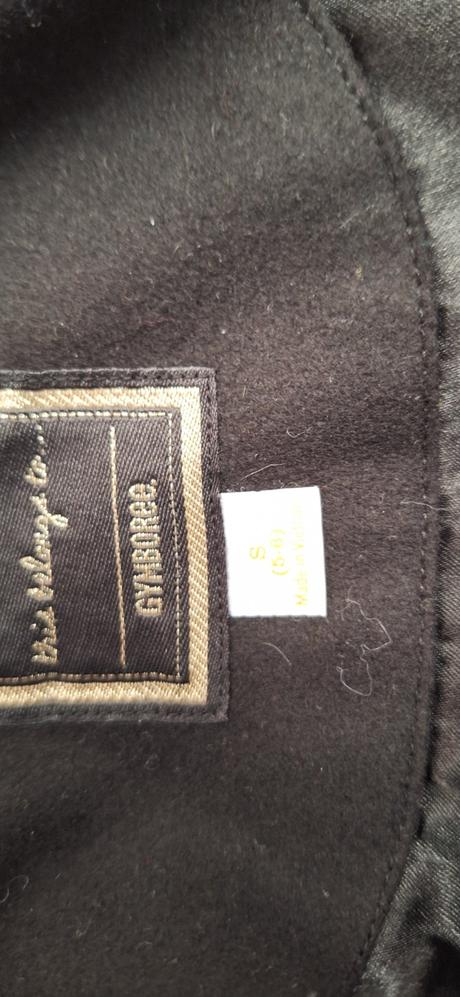 this belongs to...
GYMBOREE.
S
(5-6)
Made in Vietnam